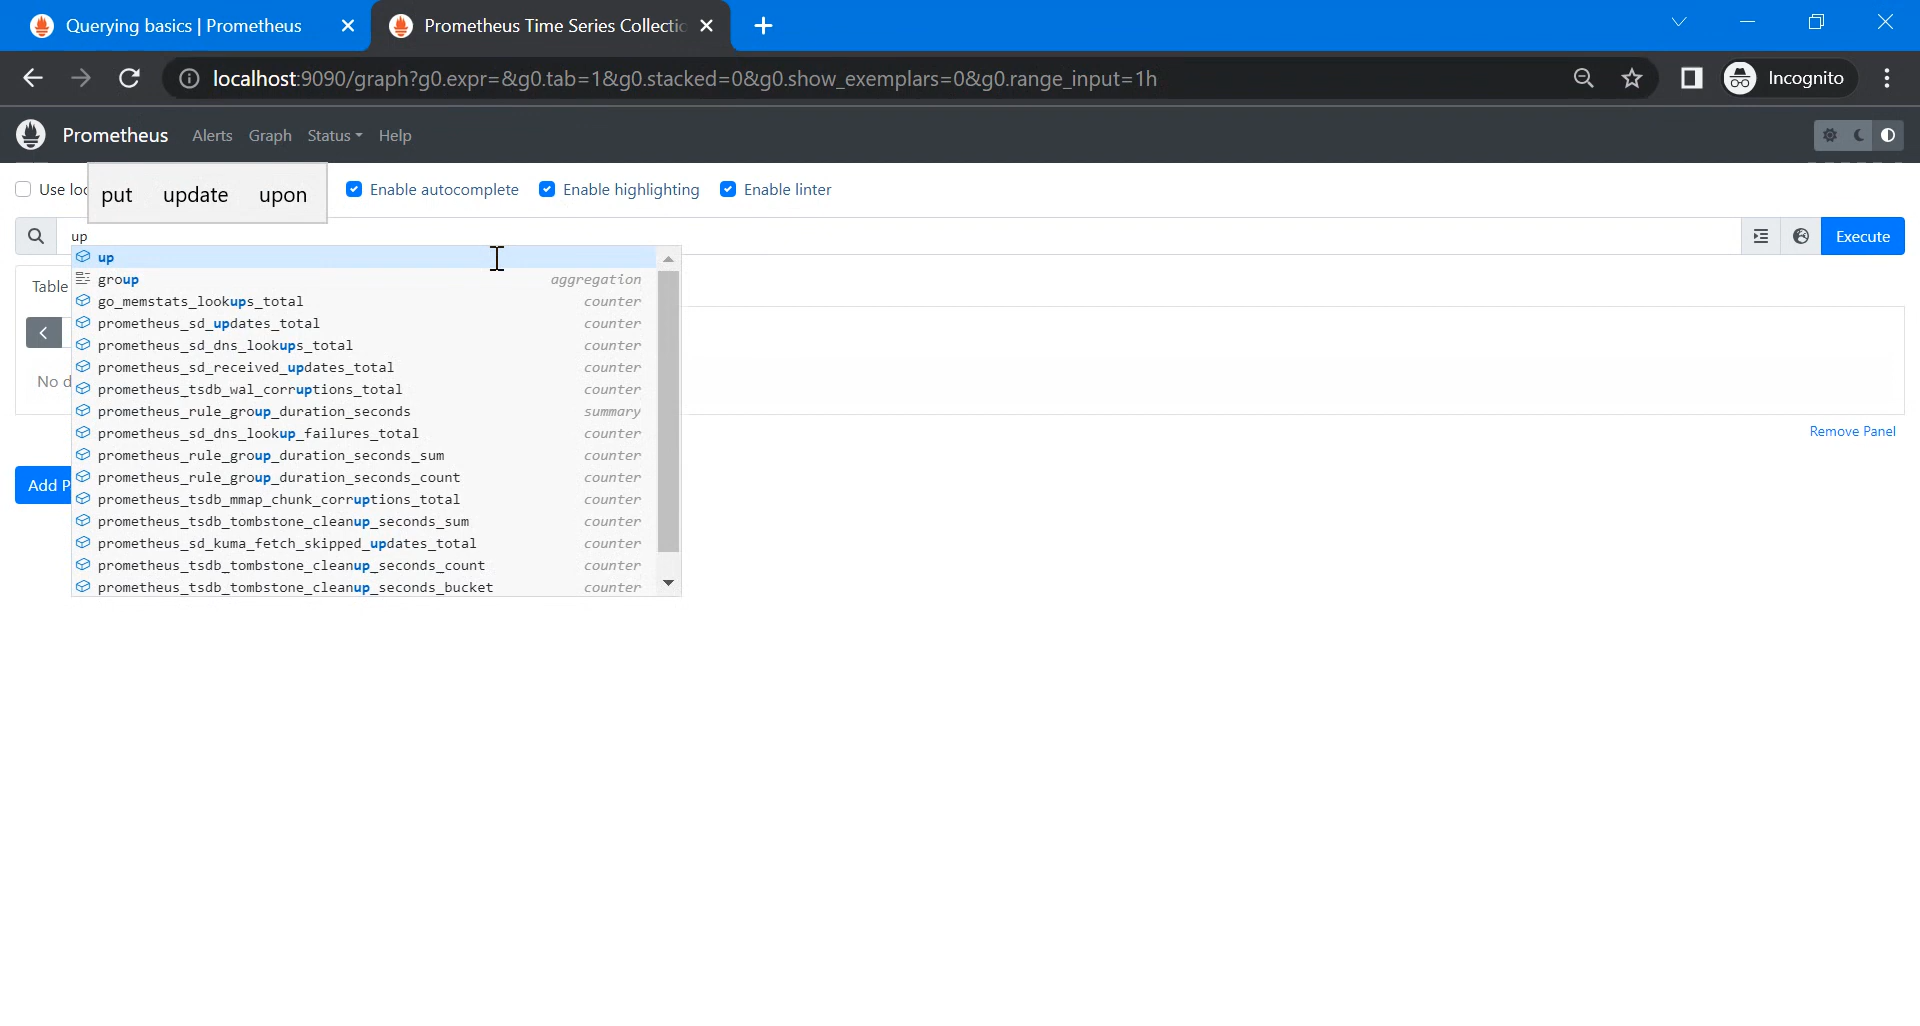 Querying basics | Prometheus
Prometheus Time Series Collectio
localhost:9090/graph?g0.expr=&g0.tab=1&g0.stacked=0&g0.show_exemplars=0&g0.range_input=1h
Incognito
Prometheus Alerts Graph Status Help
Use loc
put update upon
Enable autocomplete Enable highlighting Enable linter
up
Execute
up
group aggregation
Table
go_memstats_lookups_total counter
prometheus_sd_updates_total counter
prometheus_sd_dns_lookups_total counter
prometheus_sd_received_updates_total counter
No d
prometheus_tsdb_wal_corruptions_total counter
prometheus_rule_group_duration_seconds summary
prometheus_sd_dns_lookup_failures_total counter
Remove Panel
prometheus_rule_group_duration_seconds_sum counter
prometheus_rule_group_duration_seconds_count counter
Add P
prometheus_tsdb_mmap_chunk_corruptions_total counter
prometheus_tsdb_tombstone_cleanup_seconds_sum counter
prometheus_sd_kuma_fetch_skipped_updates_total counter
prometheus_tsdb_tombstone_cleanup_seconds_count counter
prometheus_tsdb_tombstone_cleanup_seconds_bucket counter